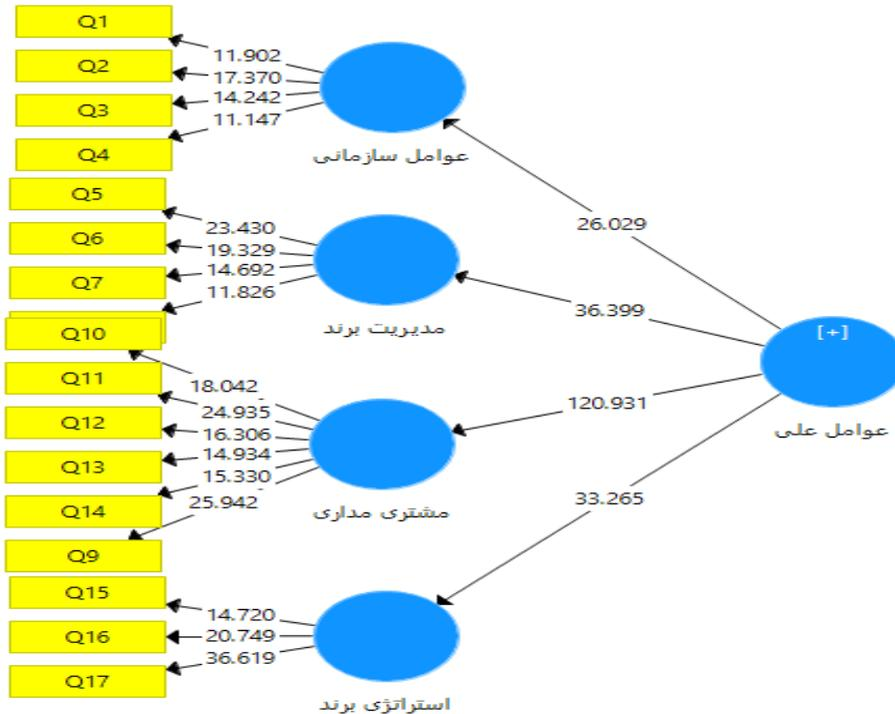 Q1
Q2
Q3
Q4
11.902
17.370
14.242
11.147
عوامل سازمانی
Q5
Q6
Q7
23.430
19.329
14.692
11.826
مدیریت برند
Q10
Q11
Q12
Q13
Q14
Q9
18.042
24.935
16.306
14.934
15.330
25.942
مشتری مداری
Q15
Q16
Q17
14.720
20.749
36.619
استراتژی برند
26.029
36.399
120.931
33.265
[+]
عوامل علی